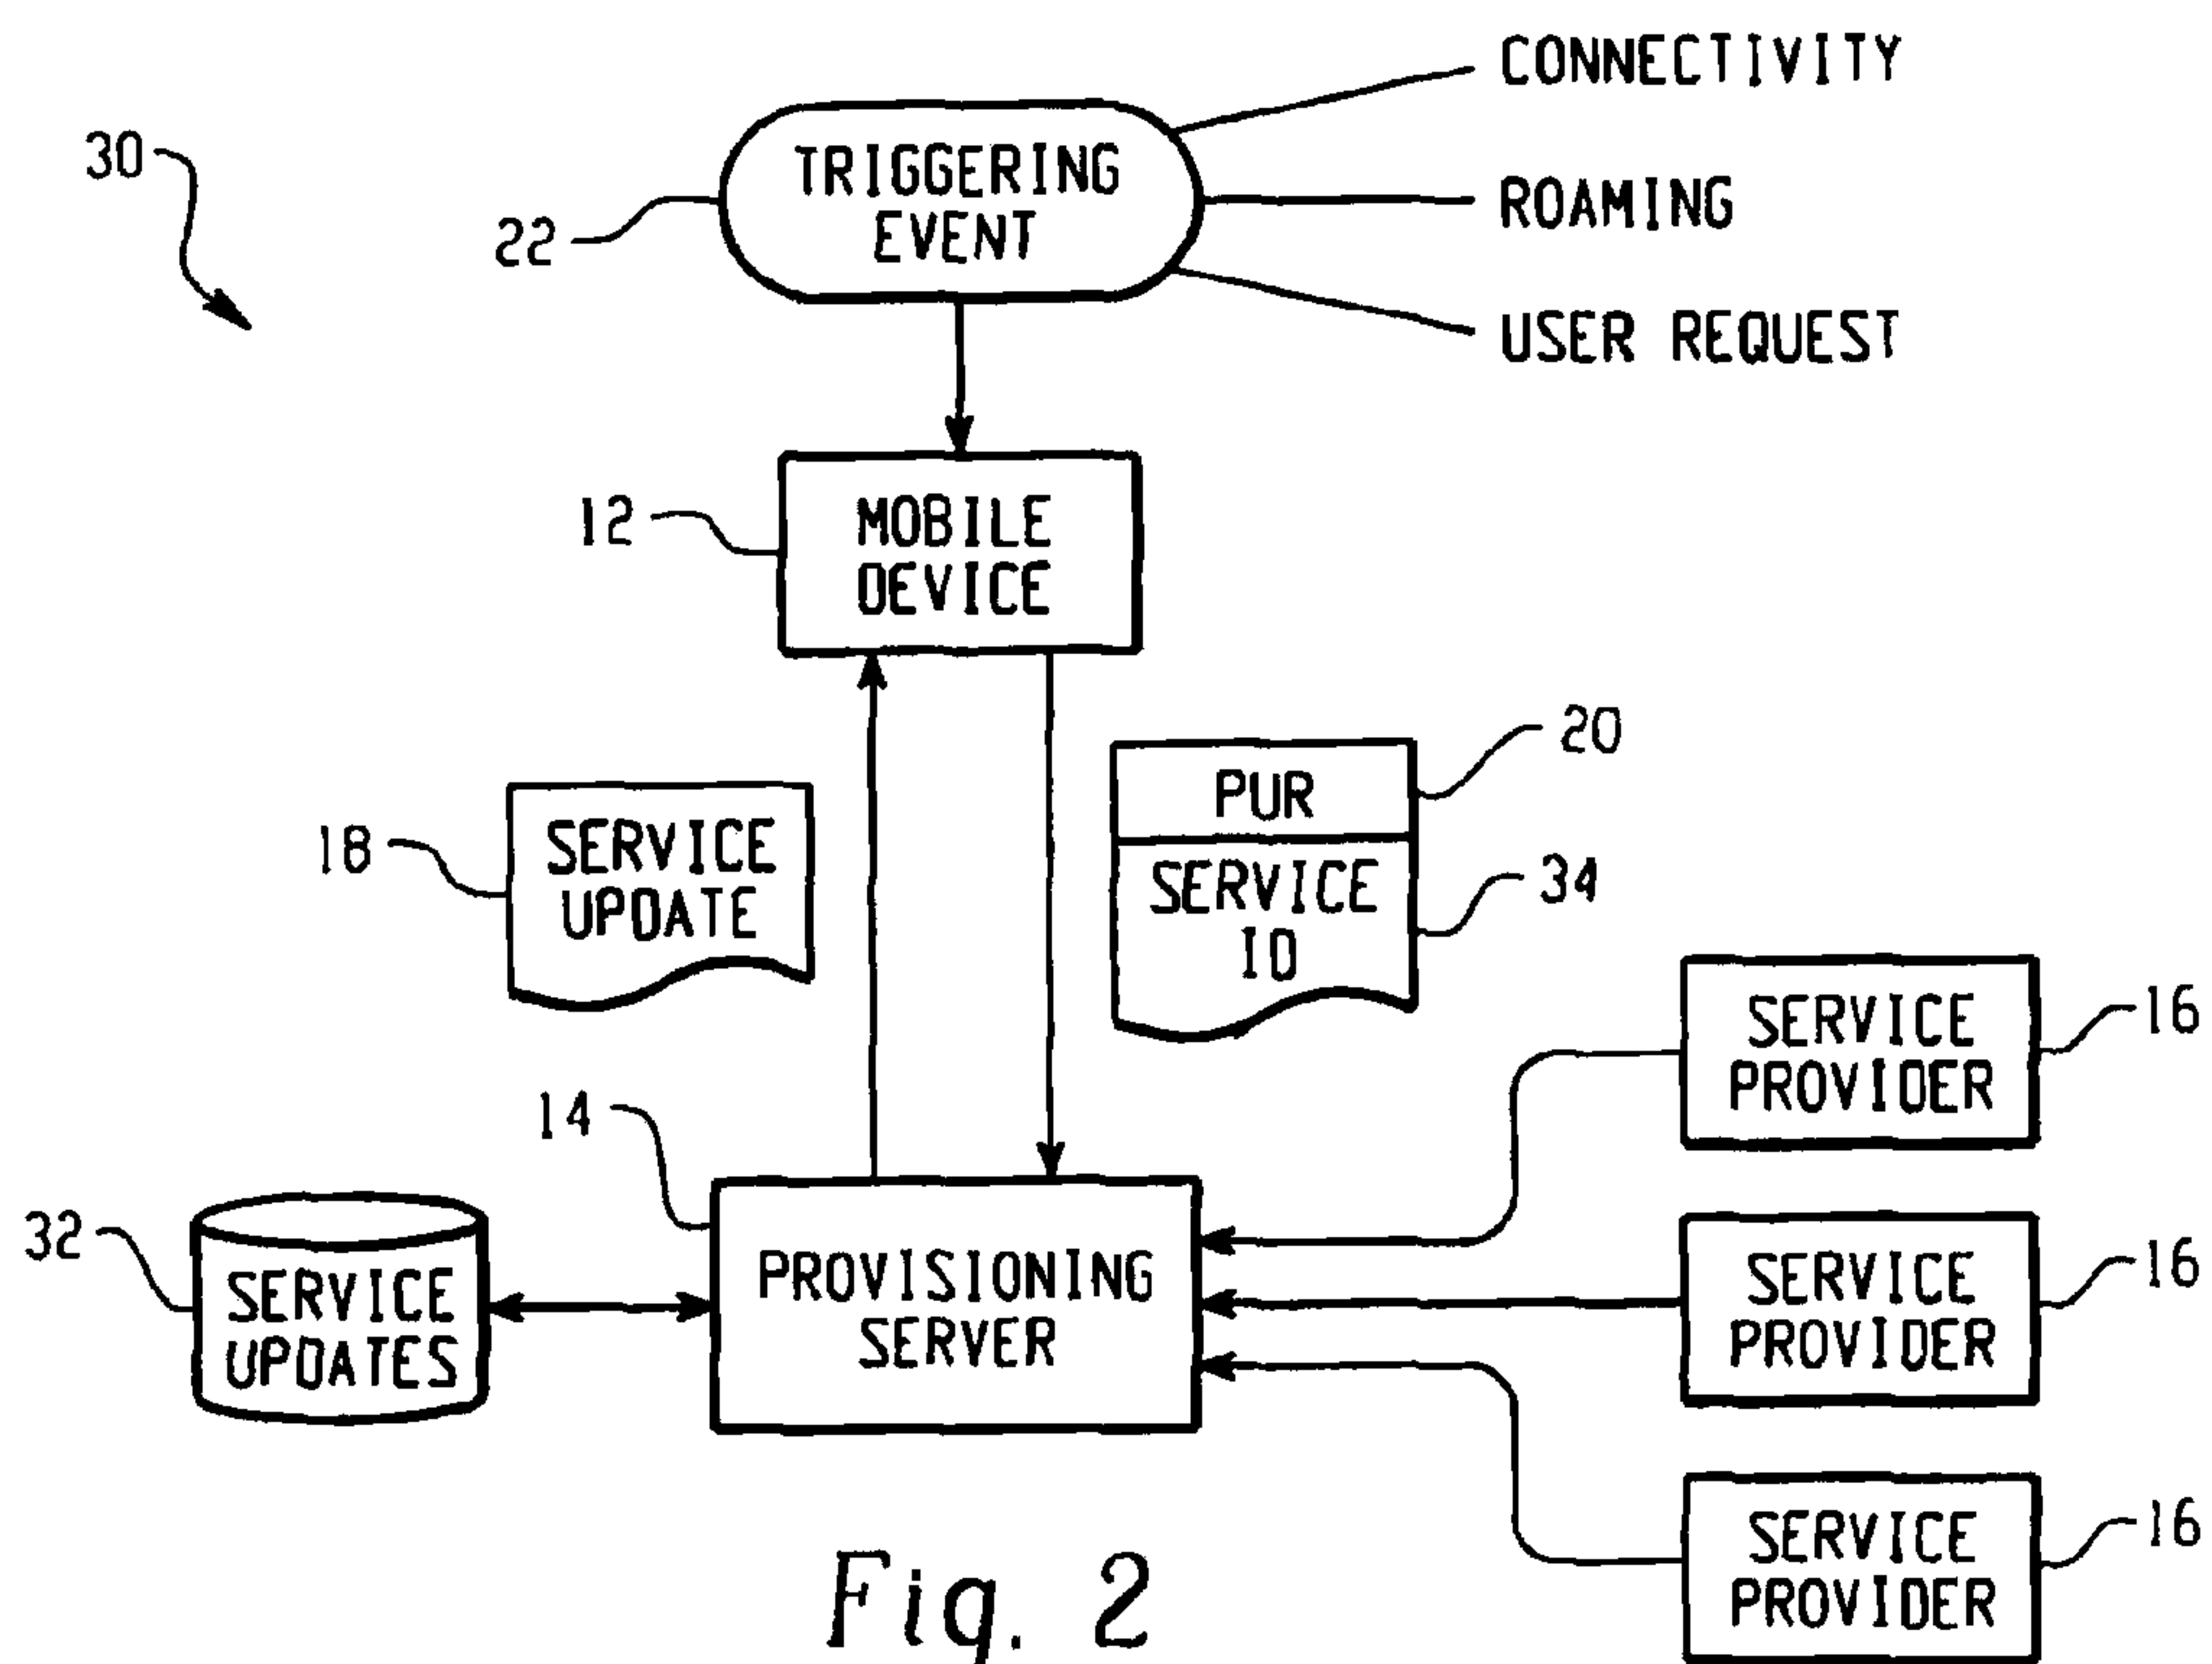 CONNECTIVITY
30
TRIGGERING
EVENT
ROAMING
22
USER REQUEST
12
MOBILE
DEVICE
20
PUR
18
SERVICE
UPDATE
SERVICE
ID
34
SERVICE
PROVIDER
16
14
32
SERVICE
UPDATES
PROVISIONING
SERVER
SERVICE
PROVIDER
16
SERVICE
PROVIDER
16
Fig. 2